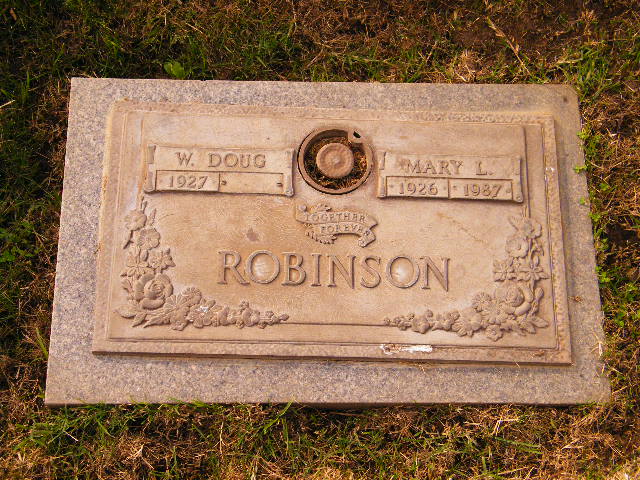 W. DOUG
1927
MARY L.
1926 1987
TOGETHER
FOREVER
ROBINSON